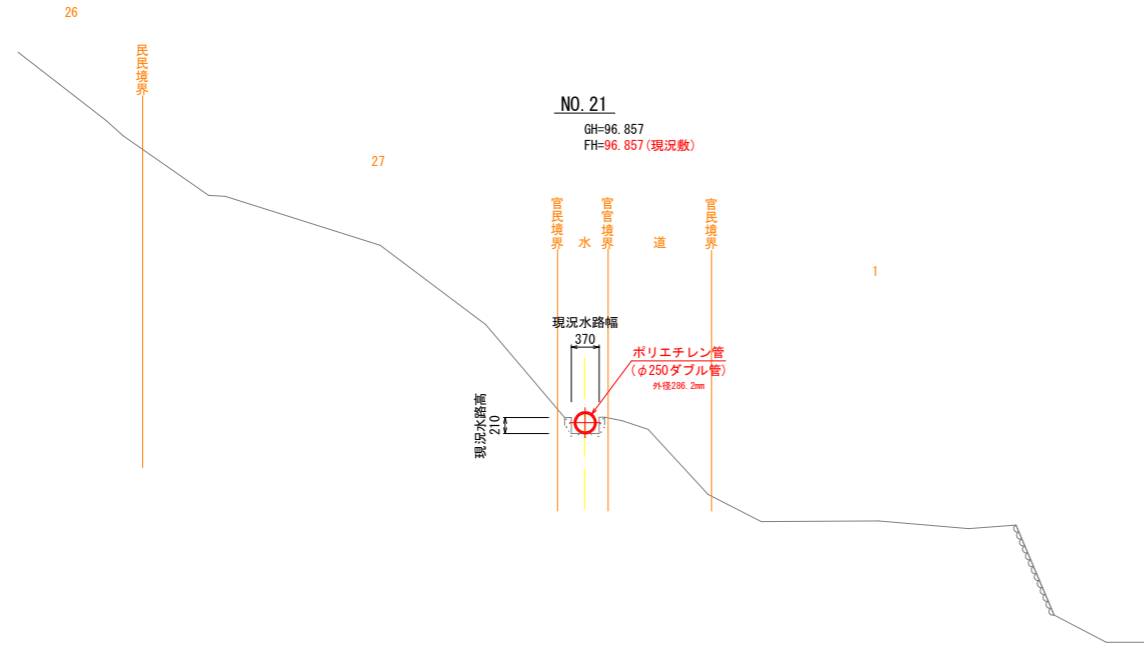 26
民民境界
NO. 21
GH=96. 857
FH=96. 857(現況敷)
27
官民境界
水
官官境界
道
官民境界
1
現況水路幅
370
ポリエチレン管
(φ250ダブル管)
外径286. 2mm
現況水路高
210